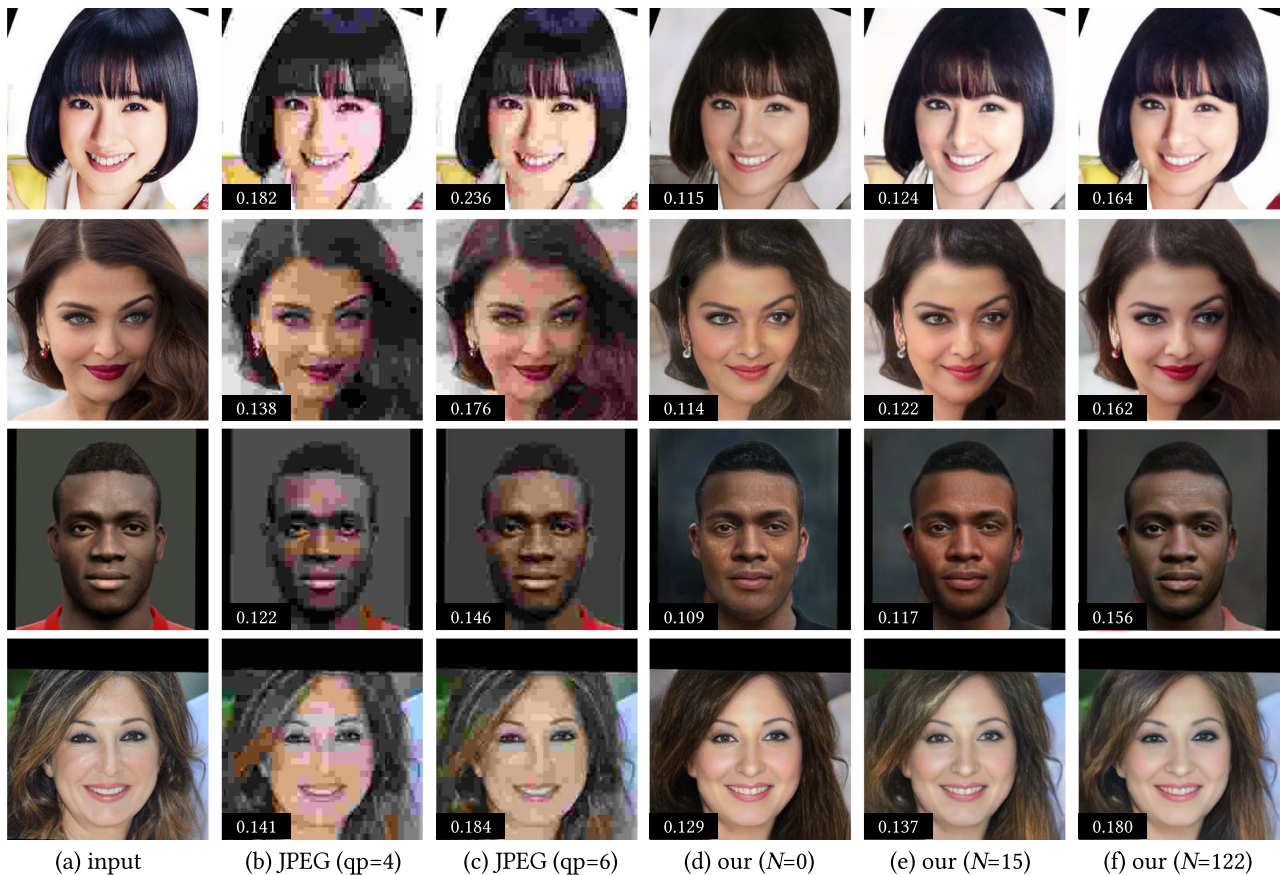 0.182 0.236 0.115 0.124 0.164
0.138 0.176 0.114 0.122 0.162
0.122 0.146 0.109 0.117 0.156
0.141 0.184 0.129 0.137 0.180
(a) input (b) JPEG (qp=4) (c) JPEG (qp=6) (d) our (N=0) (e) our (N=15) (f) our (N=122)